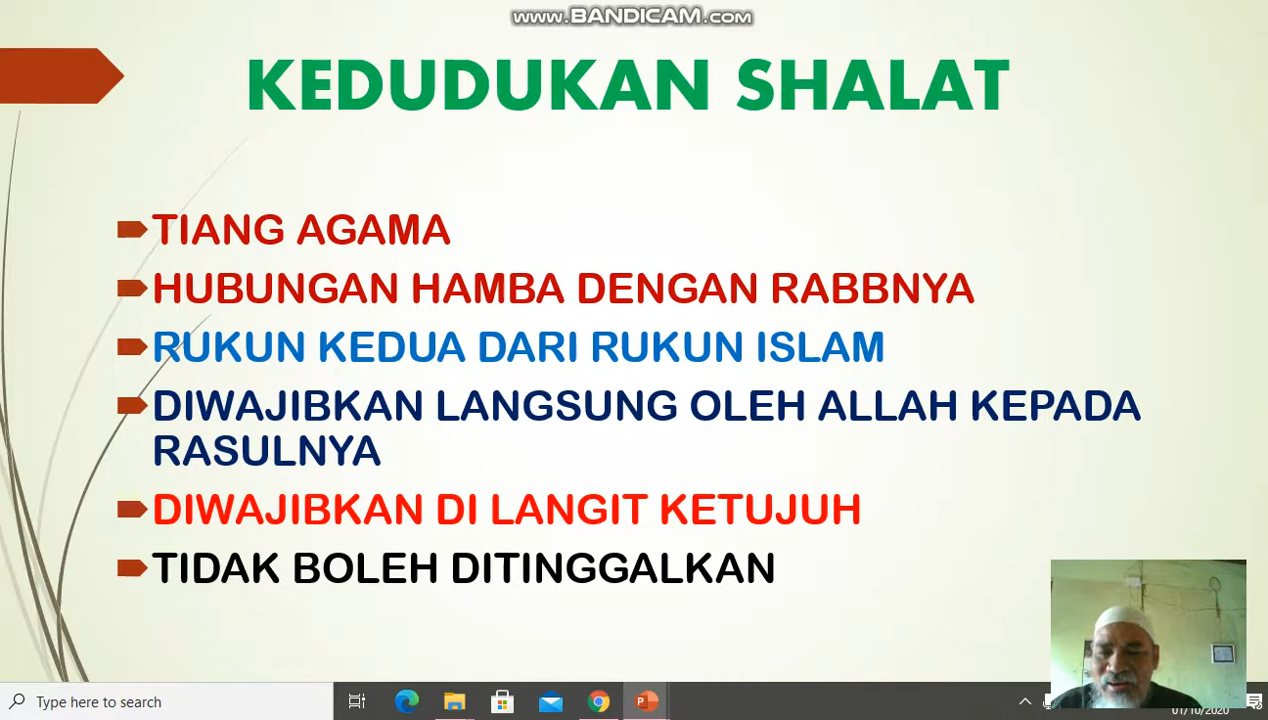 www.BANDICAM.com
KEDUDUKAN SHALAT
TIANG AGAMA
HUBUNGAN HAMBA DENGAN RABBNYA
RUKUN KEDUA DARI RUKUN ISLAM
DIWAJIBKAN LANGSUNG OLEH ALLAH KEPADA
RASULNYA
DIWAJIBKAN DI LANGIT KETUJUH
TIDAK BOLEH DITINGGALKAN
Type here to search
01/10/2020